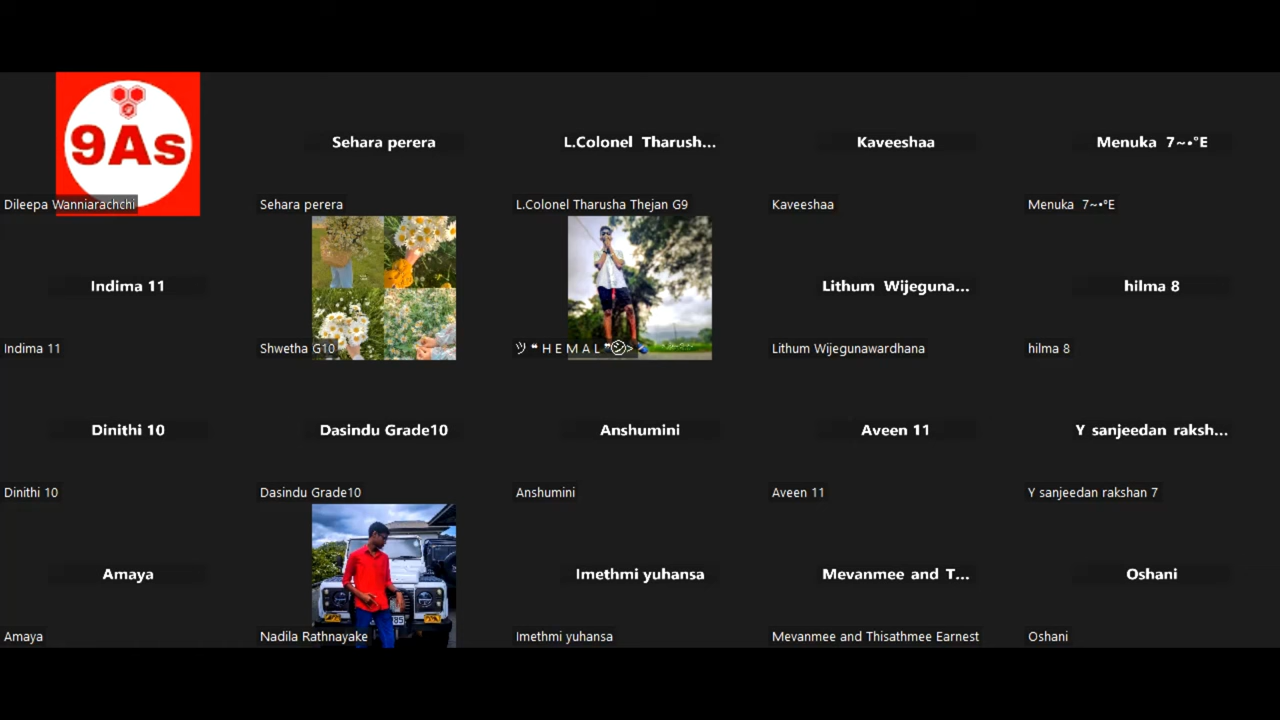 9As
Sehara perera
L.Colonel Tharush...
Kaveeshaa
Menuka 7~•°E
Dileepa Wanniarachchi
Sehara perera
L.Colonel Tharusha Thejan G9
Kaveeshaa
Menuka 7~•°E
Indima 11
Lithum Wijeguna...
hilma 8
Indima 11
Shwetha G10
ツ ❝ H E M A L ❞
Lithum Wijegunawardhana
hilma 8
Dinithi 10
Dasindu Grade10
Anshumini
Aveen 11
Y sanjeedan raksh...
Dinithi 10
Dasindu Grade10
Anshumini
Aveen 11
Y sanjeedan rakshan 7
Amaya
Imethmi yuhansa
Mevanmee and T...
Oshani
Amaya
Nadila Rathnayake
Imethmi yuhansa
Mevanmee and Thisathmee Earnest
Oshani